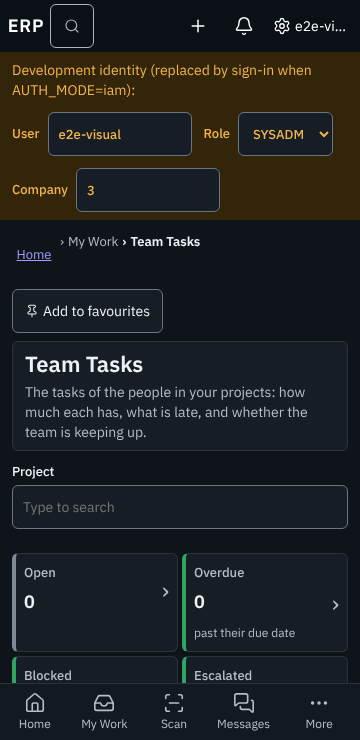 ERP
e2e-vi...
Development identity (replaced by sign-in when
AUTH_MODE=iam):
User e2e-visual Role SYSADM
Company 3
Home › My Work › Team Tasks
Add to favourites
Team Tasks
The tasks of the people in your projects: how
much each has, what is late, and whether the
team is keeping up.
Project
Type to search
Open
0
Overdue
0
past their due date
Blocked
Escalated
Home My Work Scan Messages More